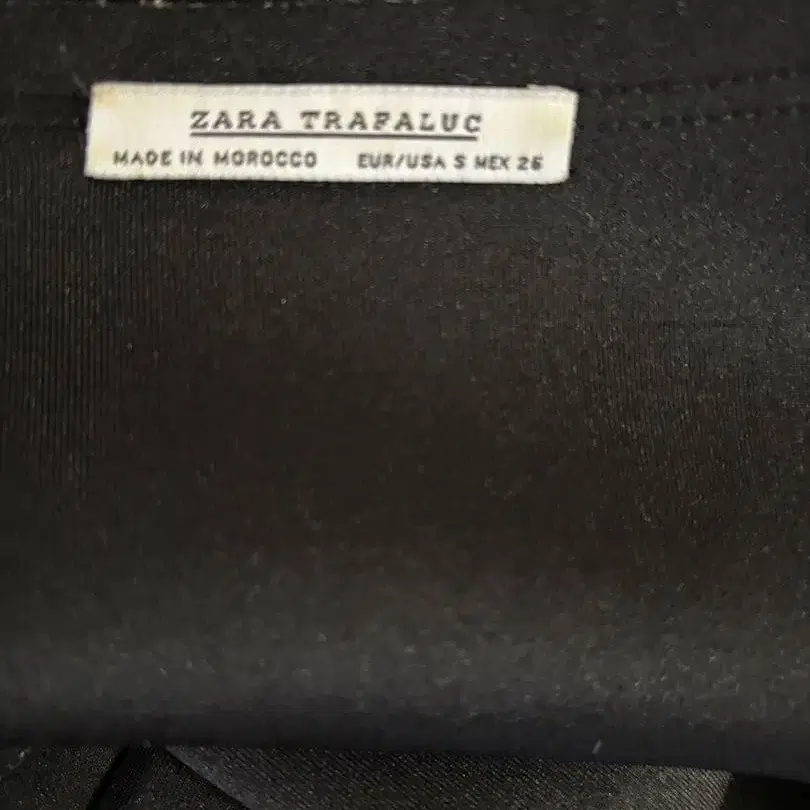 ZARA TRAFALUC
MADE IN MOROCCO EUR/USA S MEX 26